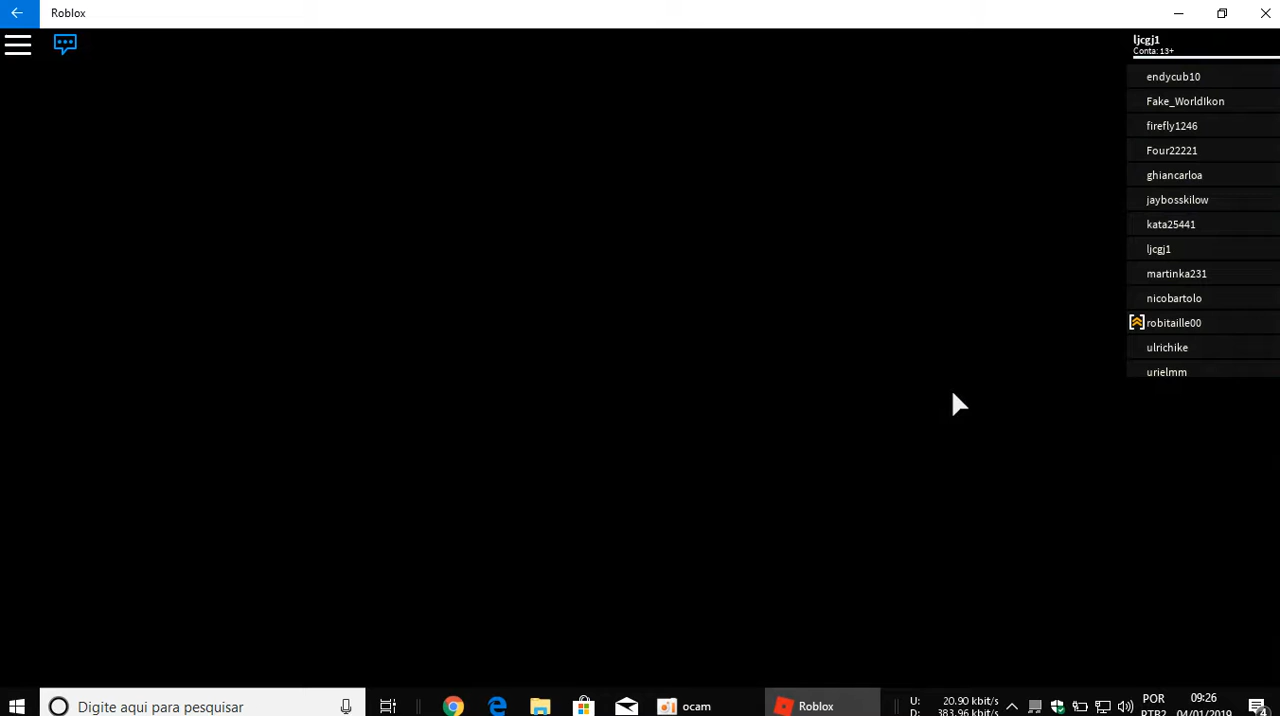 Roblox
ljcgj1
Conta: 13+
endycub10
Fake_WorldIkon
firefly1246
Four22221
ghiancarloa
jaybosskilow
kata25441
ljcgj1
martinka231
nicobartolo
robitaille00
ulrichike
urielmm
Digite aqui para pesquisar
ocam
Roblox
U: 20.90 kbit/s
D: 383.96 kbit/s
POR
PTB2
09:26
04/01/2019
4